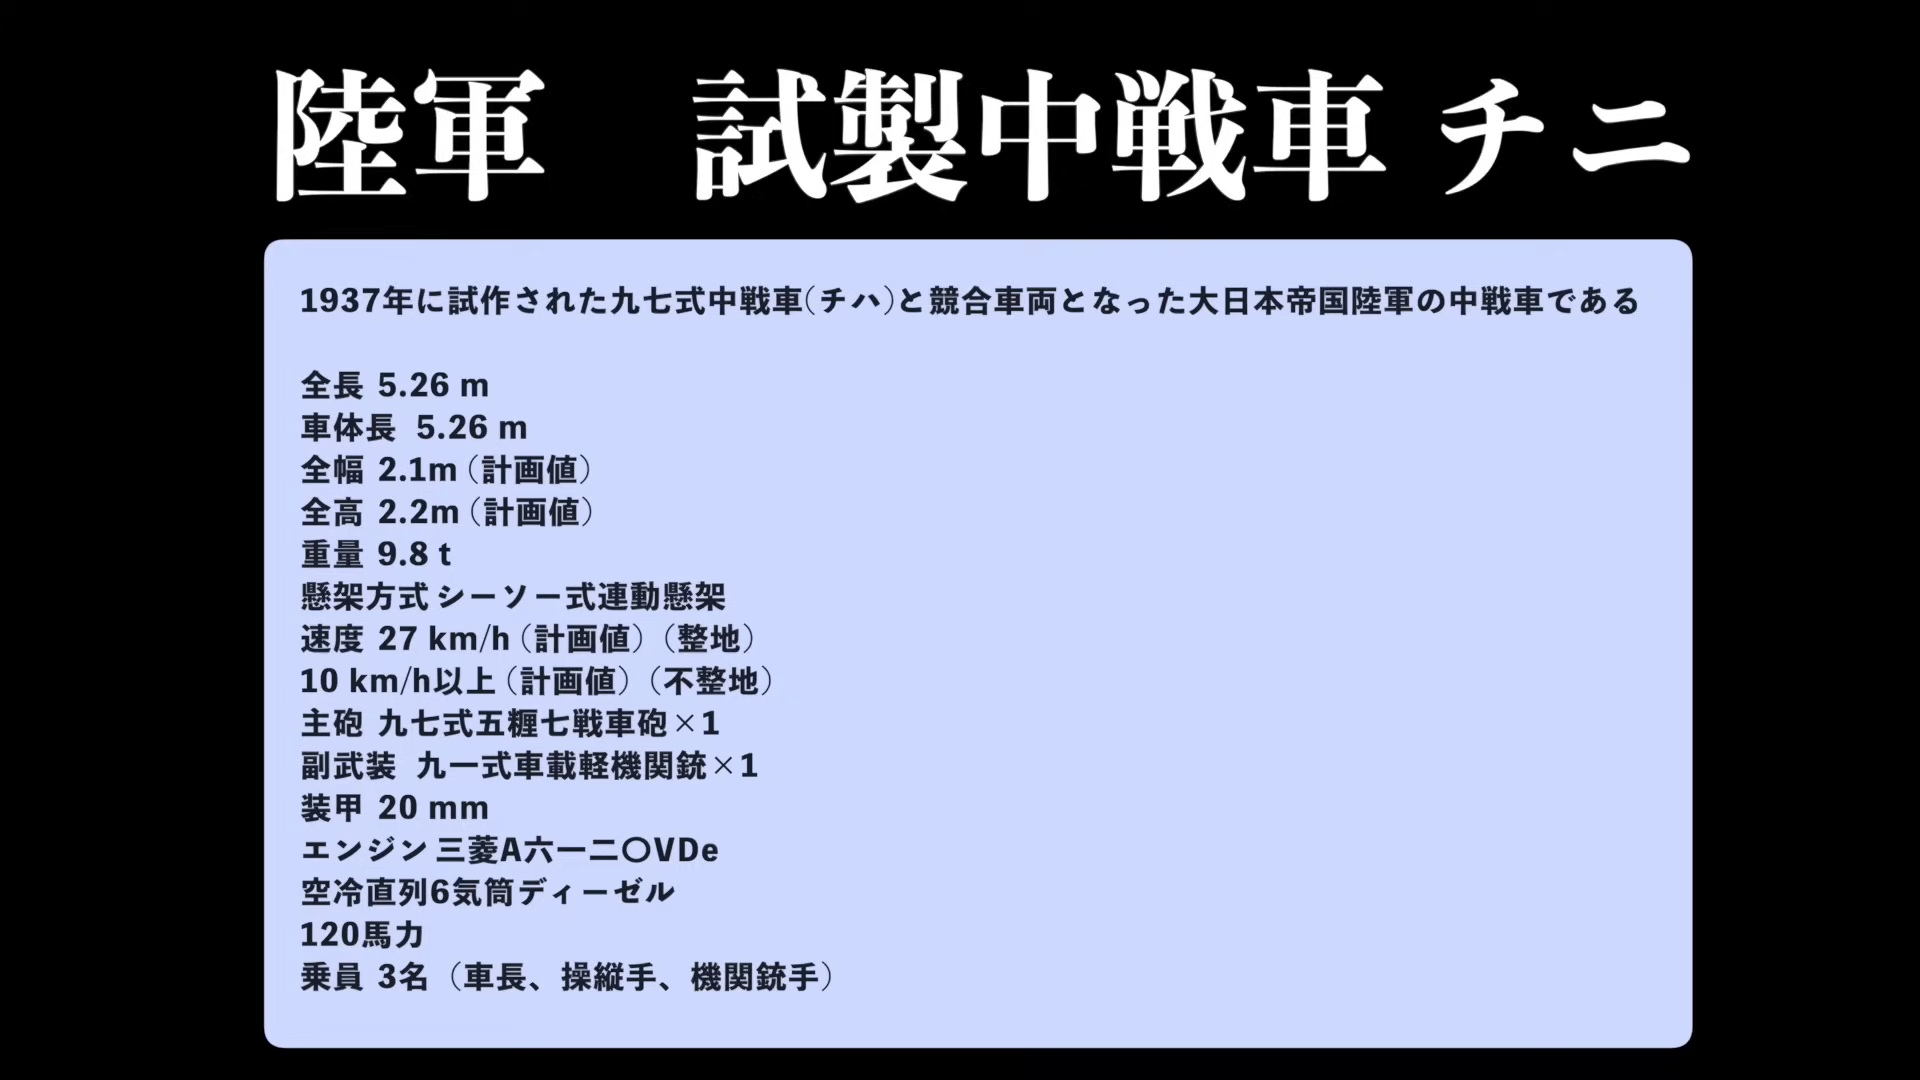 陸軍　試製中戦車 チニ
1937年に試作された九七式中戦車(チハ)と競合車両となった大日本帝国陸軍の中戦車である
全長 5.26 m
車体長 5.26 m
全幅 2.1m（計画値）
全高 2.2m（計画値）
重量 9.8 t
懸架方式 シーソー式連動懸架
速度 27 km/h（計画値）（整地）
10 km/h以上（計画値）（不整地）
主砲 九七式五糎七戦車砲×1
副武装 九一式車載軽機関銃×1
装甲 20 mm
エンジン 三菱A六一二〇VDe
空冷直列6気筒ディーゼル
120馬力
乗員 3名（車長、操縦手、機関銃手）